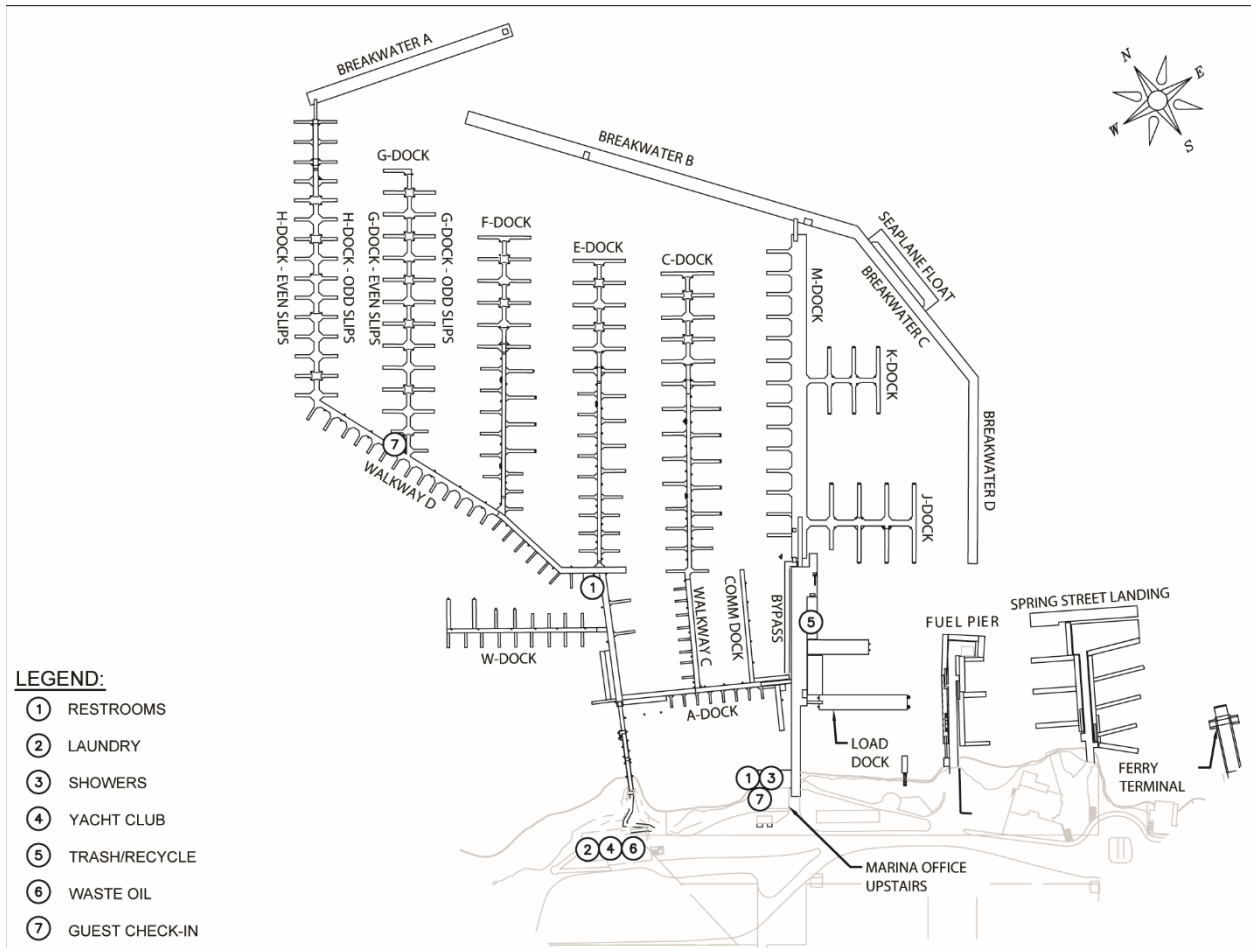 BREAKWATER A
N
E
W
S
BREAKWATER B
G-DOCK
F-DOCK
E-DOCK
C-DOCK
H-DOCK - EVEN SLIPS
H-DOCK - ODD SLIPS
G-DOCK - EVEN SLIPS
G-DOCK - ODD SLIPS
M-DOCK
SEAPLANE FLOAT
BREAKWATER C
K-DOCK
BREAKWATER D
7
WALKWAY D
J-DOCK
1
W-DOCK
WALKWAY C
COMM DOCK
BYPASS
5
FUEL PIER
SPRING STREET LANDING
A-DOCK
LOAD
DOCK
FERRY
TERMINAL
1 3
7
2 4 6
MARINA OFFICE
UPSTAIRS
LEGEND:
1 RESTROOMS
2 LAUNDRY
3 SHOWERS
4 YACHT CLUB
5 TRASH/RECYCLE
6 WASTE OIL
7 GUEST CHECK-IN